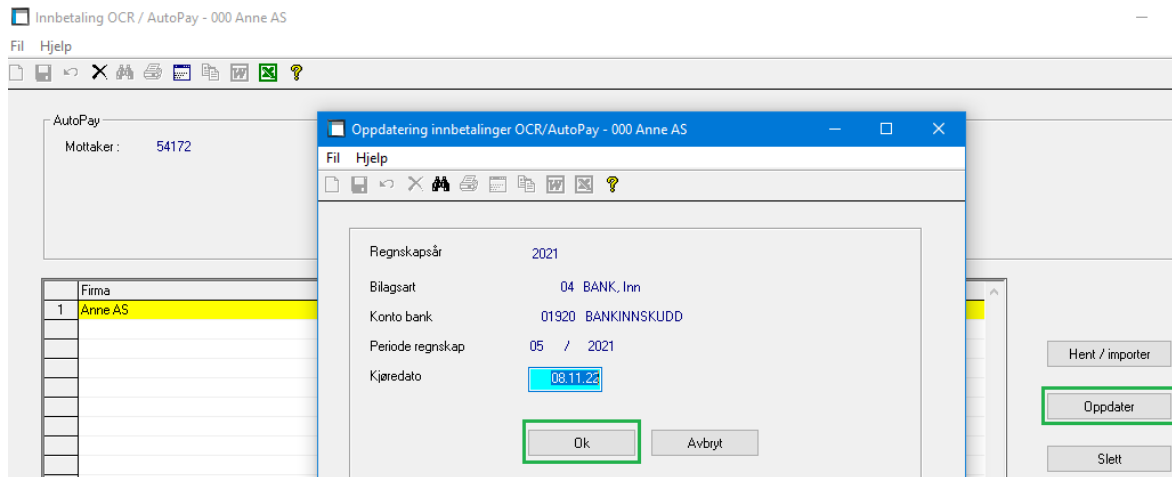 Innbetaling OCR / AutoPay - 000 Anne AS
Fil Hjelp
AutoPay
Mottaker : 54172
Oppdatering innbetalinger OCR/AutoPay - 000 Anne AS
Fil Hjelp
Regnskapsår 2021
Bilagsart 04 BANK, Inn
Konto bank 01920 BANKINNSKUDD
Periode regnskap 05 / 2021
Kjøredato 08.11.22
Ok Avbryt
Firma
1 Anne AS
Hent / importer
Oppdater
Slett